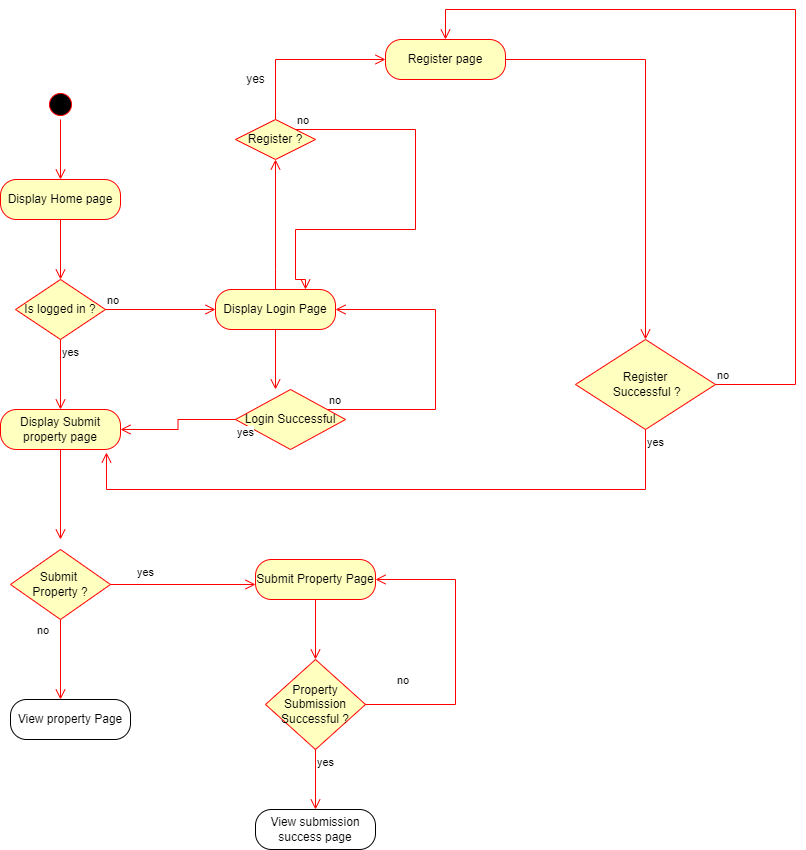 Register page
yes
no
Register ?
Display Home page
no
Is logged in ?
Display Login Page
yes
Register
Successful ?
no
no
Display Submit
property page
Login Successful
yes
yes
Submit
Property ?
yes
Submit Property Page
no
no
Property
Submission
Successful ?
View property Page
yes
View submission
success page